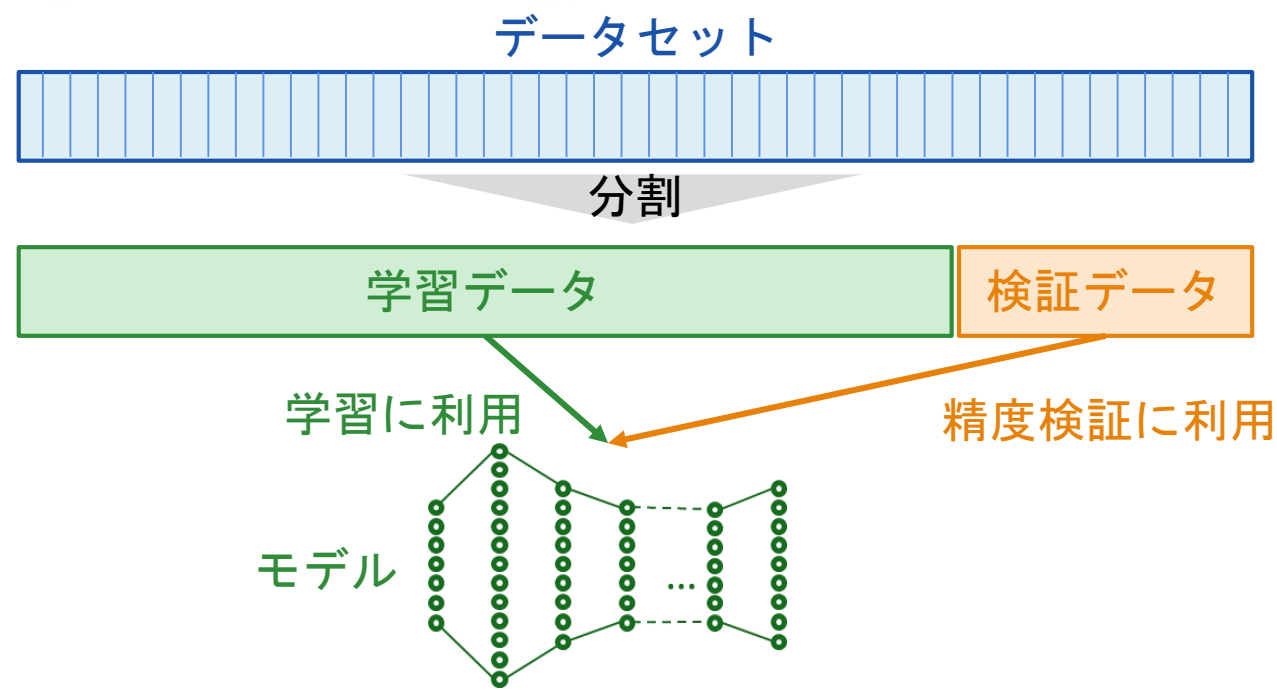 データセット
分割
学習データ
検証データ
学習に利用
精度検証に利用
モデル
...